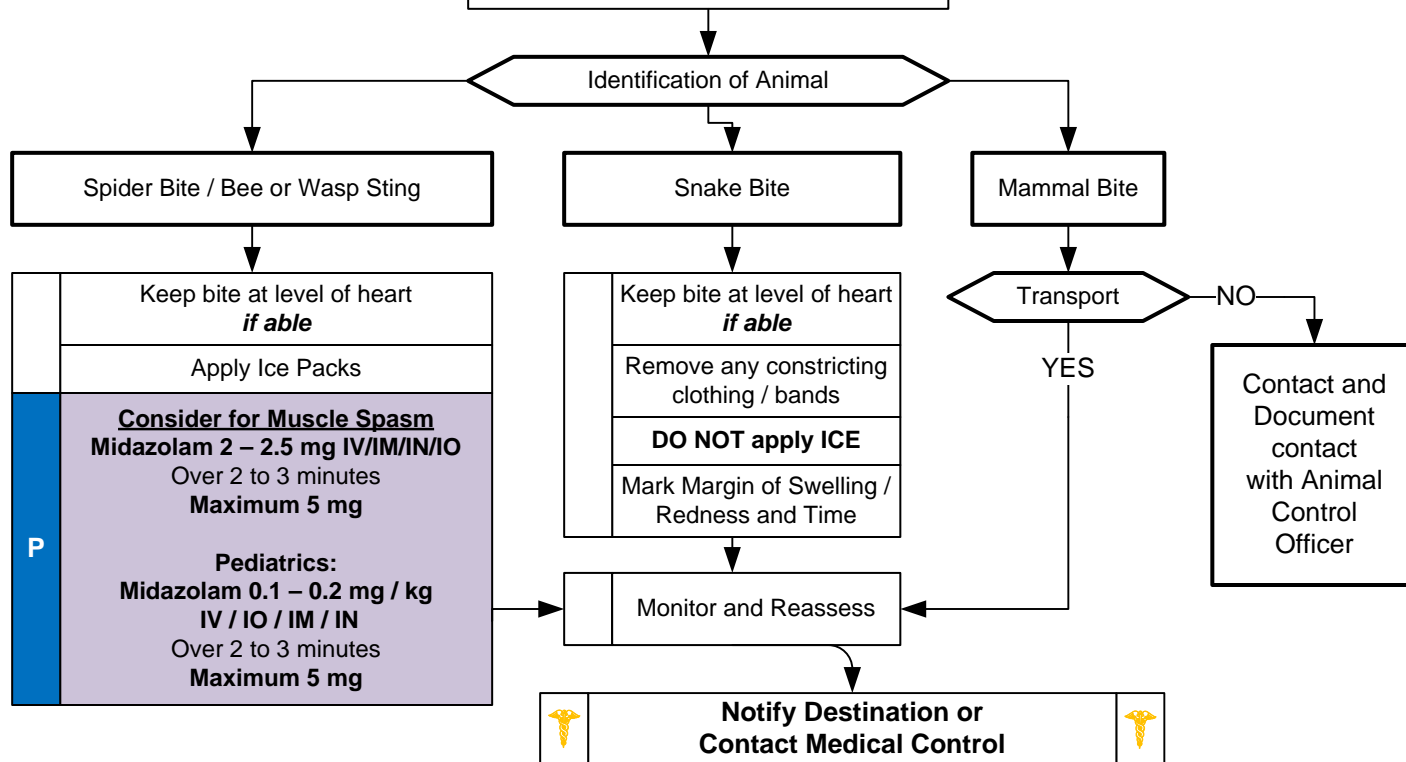 Identification of Animal
Spider Bite / Bee or Wasp Sting
Snake Bite
Mammal Bite
Keep bite at level of heart
if able
Apply Ice Packs
P
Consider for Muscle Spasm
Midazolam 2 – 2.5 mg IV/IM/IN/IO
Over 2 to 3 minutes
Maximum 5 mg
Pediatrics:
Midazolam 0.1 – 0.2 mg / kg
IV / IO / IM / IN
Over 2 to 3 minutes
Maximum 5 mg
Keep bite at level of heart
if able
Remove any constricting
clothing / bands
DO NOT apply ICE
Mark Margin of Swelling /
Redness and Time
Transport
NO
YES
Contact and
Document
contact
with Animal
Control
Officer
Monitor and Reassess
Notify Destination or
Contact Medical Control